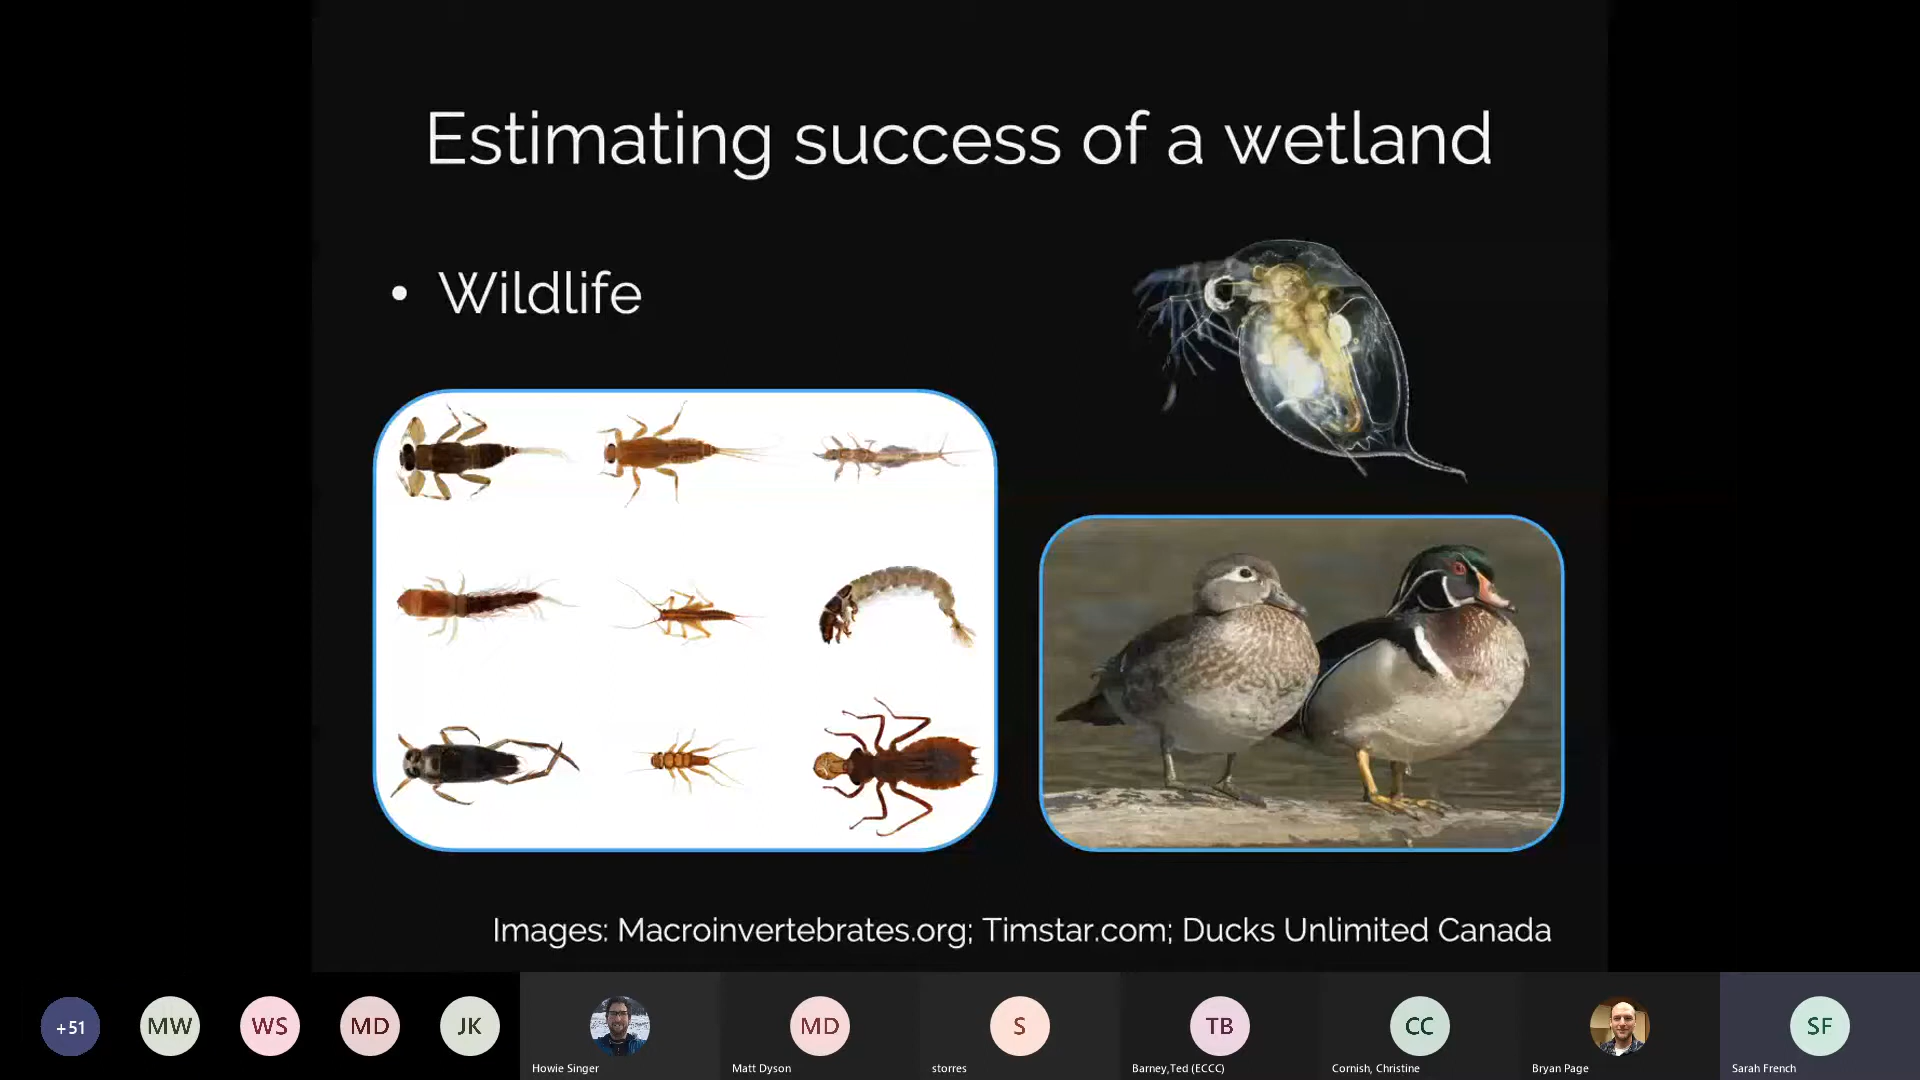 Estimating success of a wetland
• Wildlife
Images: Macroinvertebrates.org; Timstar.com; Ducks Unlimited Canada
+51
MW
WS
MD
JK
Howie Singer
MD
Matt Dyson
S
storres
TB
Barney,Ted (ECCC)
CC
Cornish, Christine
Bryan Page
SF
Sarah French